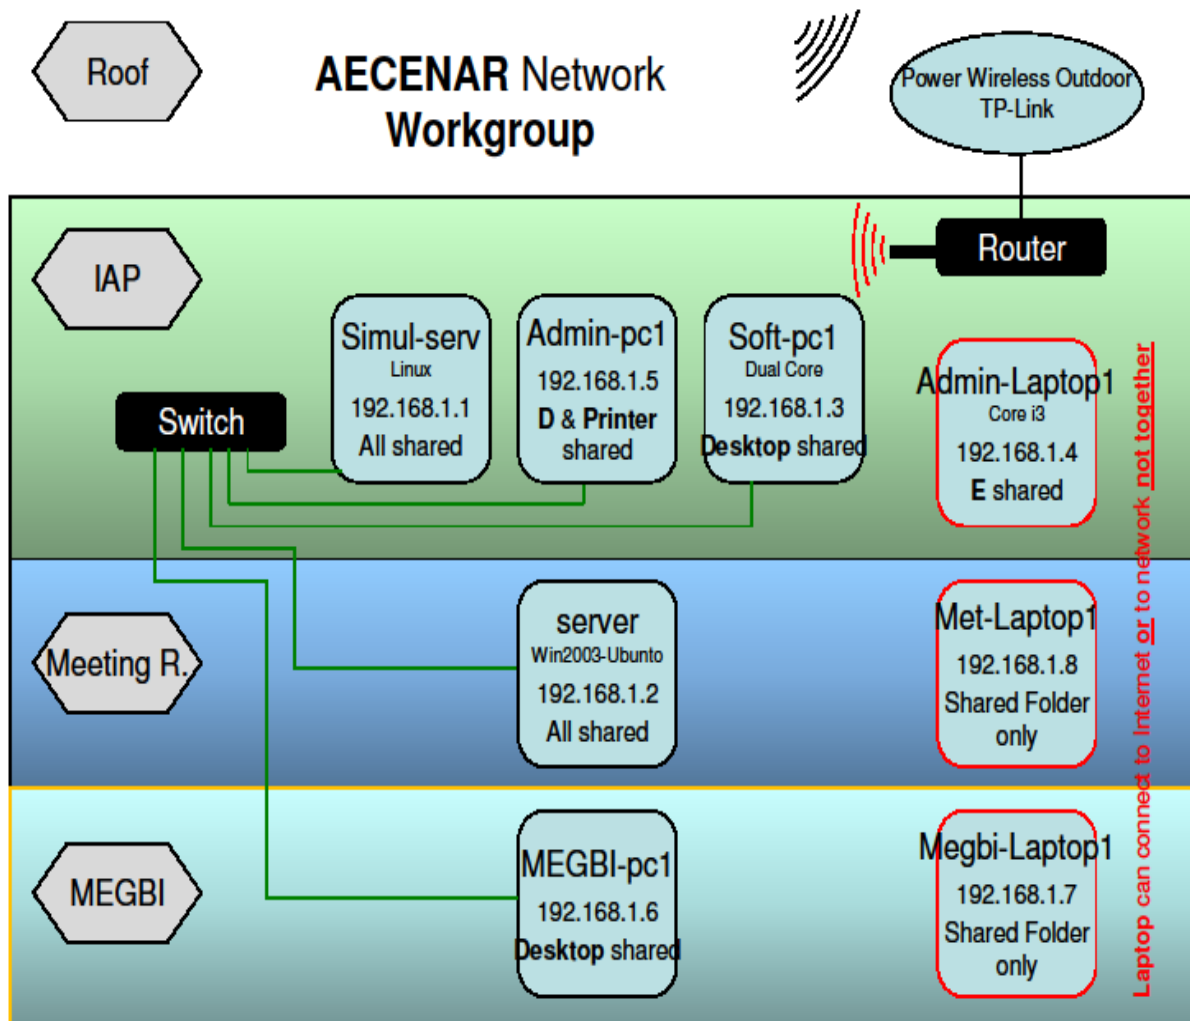 Roof
AECENAR Network
Workgroup
Power Wireless Outdoor
TP-Link
IAP
Router
Switch
Simul-serv
Linux
192.168.1.1
All shared
Admin-pc1
192.168.1.5
D & Printer
shared
Soft-pc1
Dual Core
192.168.1.3
Desktop shared
Admin-Laptop1
Core i3
192.168.1.4
E shared
Meeting R.
server
Win2003-Ubunto
192.168.1.2
All shared
Met-Laptop1
192.168.1.8
Shared Folder
only
MEGBI
MEGBI-pc1
192.168.1.6
Desktop shared
Megbi-Laptop1
192.168.1.7
Shared Folder
only
Laptop can connect to Internet or to network not together